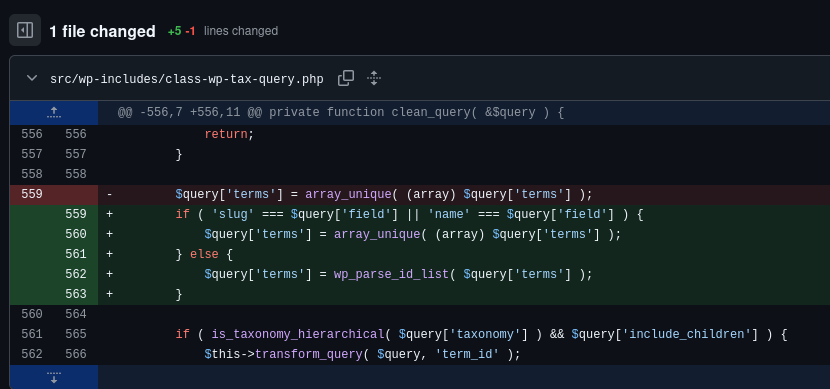 1 file changed +5 -1 lines changed
src/wp-includes/class-wp-tax-query.php
@@ -556,7 +556,11 @@ private function clean_query( &$query ) {
556 556 return;
557 557 }
558 558
559 - $query['terms'] = array_unique( (array) $query['terms'] );
559 + if ( 'slug' === $query['field'] || 'name' === $query['field'] ) {
560 + $query['terms'] = array_unique( (array) $query['terms'] );
561 + } else {
562 + $query['terms'] = wp_parse_id_list( $query['terms'] );
563 + }
560 564
561 565 if ( is_taxonomy_hierarchical( $query['taxonomy'] ) && $query['include_children'] ) {
562 566 $this->transform_query( $query, 'term_id' );